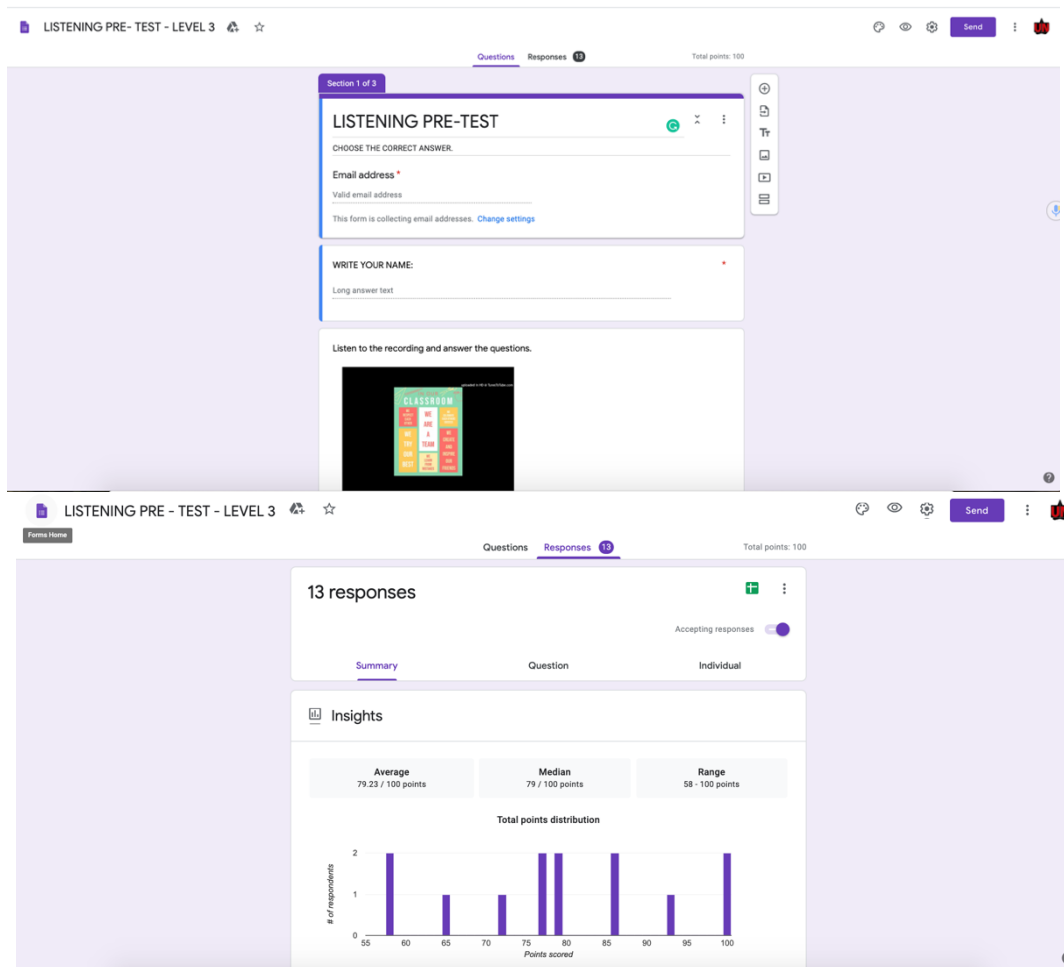 LISTENING PRE- TEST - LEVEL 3
Send
Questions Responses 13 Total points: 100
Section 1 of 3
LISTENING PRE-TEST
CHOOSE THE CORRECT ANSWER.
Email address *
Valid email address
This form is collecting email addresses. Change settings
WRITE YOUR NAME: *
Long answer text
Listen to the recording and answer the questions.
CLASSROOM
WE
ARE
A
TEAM
WE
TRY
OUR
BEST
LISTENING PRE - TEST - LEVEL 3
Send
Forms Home
Questions Responses 13 Total points: 100
13 responses
Accepting responses
Summary Question Individual
Insights
Average Median Range
79.23 / 100 points 79 / 100 points 58 - 100 points
Total points distribution
# of respondents
2
1
0
55 60 65 70 75 80 85 90 95 100
Points scored